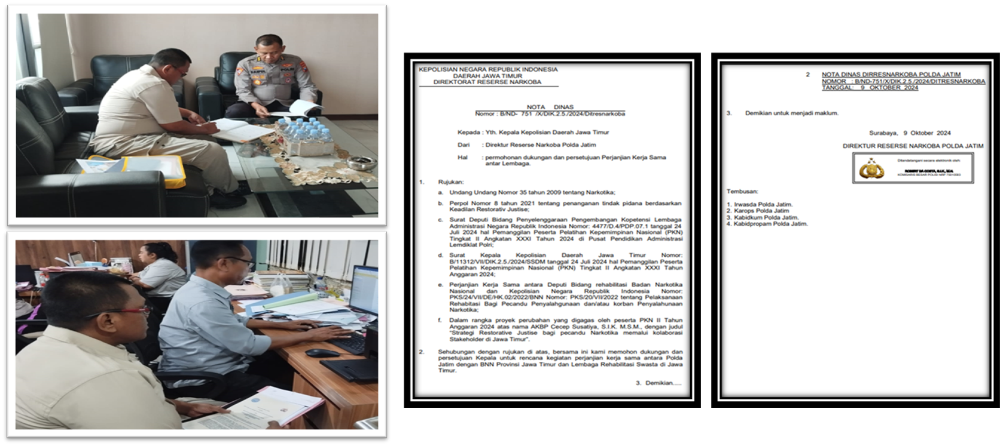 POLRI
KEPOLISIAN NEGARA REPUBLIK INDONESIA
DAERAH JAWA TIMUR
DIREKTORAT RESERSE NARKOBA
NOTA DINAS
Nomor : B/ND- 751 /X/DIK.2.5./2024/Ditresnarkoba
Kepada : Yth. Kepala Kepolisian Daerah Jawa Timur
Dari : Direktur Reserse Narkoba Polda Jatim
Hal : permohonan dukungan dan persetujuan Perjanjian Kerja Sama
antar Lembaga.
1. Rujukan:
a. Undang Undang Nomor 35 tahun 2009 tentang Narkotika;
b. Perpol Nomor 8 tahun 2021 tentang penanganan tindak pidana berdasarkan
Keadilan Restorativ Justise;
c. Surat Deputi Bidang Penyelenggaraan Pengembangan Kopetensi Lembaga
Administrasi Negara Republik Indonesia Nomor: 4477/D.4/PDP.07.1 tanggal 24
Juli 2024 hal Pemanggilan Peserta Pelatihan Kepemimpinan Nasional (PKN)
Tingkat II Angkatan XXXI Tahun 2024 di Pusat Pendidikan Administrasi
Lemdiklat Polri;
d. Surat Kepala Kepolisian Daerah Jawa Timur Nomor:
B/11312/VII/DIK.2.5./2024/SSDM tanggal 24 Juli 2024 hal Pemanggilan Peserta
Pelatihan Kepemimpinan Nasional (PKN) Tingkat II Angkatan XXXI Tahun
Anggaran 2024;
e. Perjanjian Kerja Sama antara Deputi Bidang rehabilitasi Badan Narkotika
Nasional dan Kepolisian Negara Republik Indonesia Nomor:
PKS/24/VII/DE/HK.02/2022/BNN Nomor: PKS/20/VII/2022 tentang Pelaksanaan
Rehabitasi Bagi Pecandu Penyalahgunaan dan/atau korban Penyalahunaan
Narkotika;
f. Dalam rangka proyek perubahan yang digagas oleh peserta PKN II Tahun
Anggaran 2024 atas nama AKBP Cecep Susatiya, S.I.K. M.S.M., dengan judul
"Strategi Restorative Justise bagi pecandu Narkotika memalui kolaborasi
Stakeholder di Jawa Timur".
2. Sehubungan dengan rujukan di atas, bersama ini kami memohon dukungan dan
persetujuan Kepala untuk rencana kegiatan perjanjian kerja sama antara Polda
Jatim dengan BNN Provinsi Jawa Timur dan Lembaga Rehabilitasi Swasta di Jawa
Timur.
3. Demikian.....
2 NOTA DINAS DIRRESNARKOBA POLDA JATIM
NOMOR : B/ND-751/X/DIK.2.5./2024/DITRESNARKOBA
TANGGAL: 9 OKTOBER 2024
3. Demikian untuk menjadi maklum.
Surabaya, 9 Oktober 2024
DIREKTUR RESERSE NARKOBA POLDA JATIM
Ditandatangani secara elektronik oleh:
ROBERT DA COSTA, S.I.K., M.H.
KOMISARIS BESAR POLISI NRP
Tembusan:
1. Irwasda Polda Jatim.
2. Karops Polda Jatim
3. Kabidkum Polda Jatim.
4. Kabidpropam Polda Jatim.